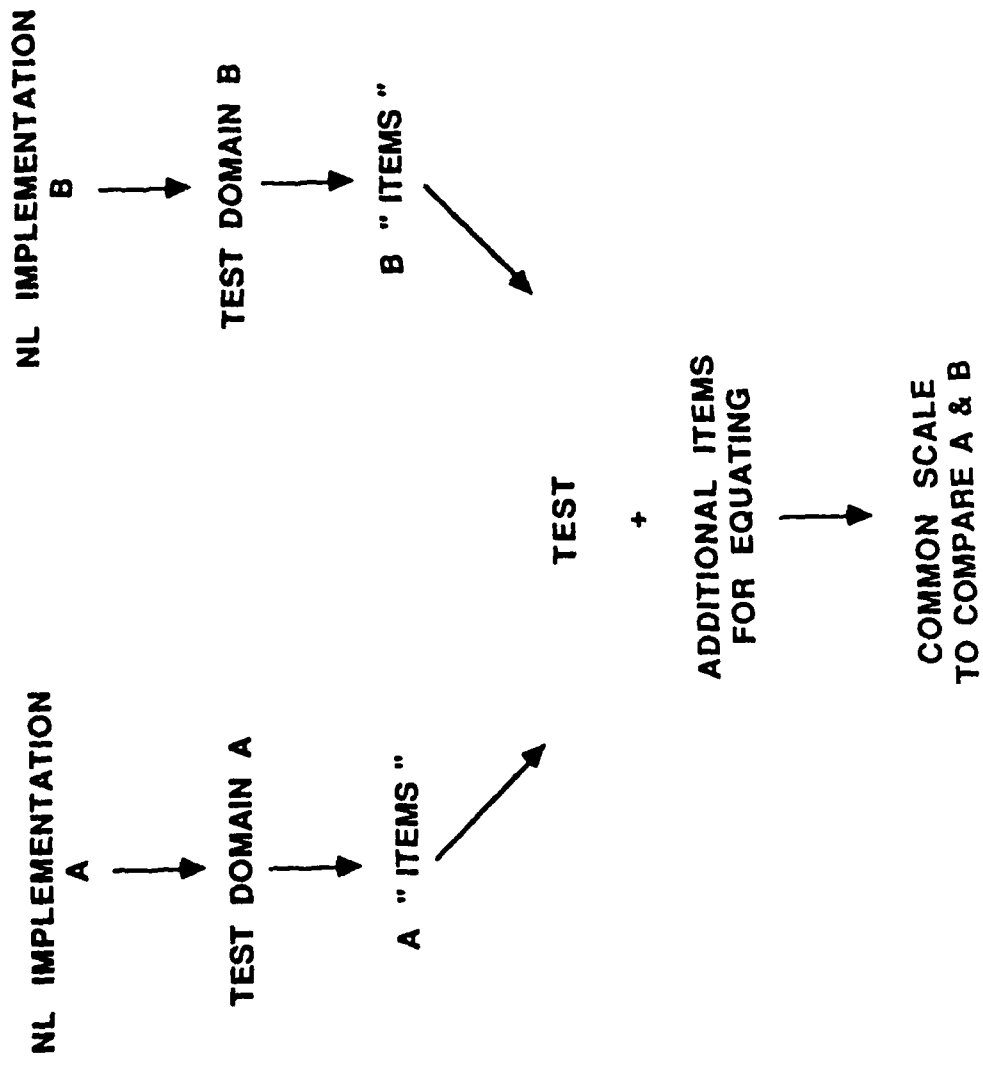 NL IMPLEMENTATION
A
TEST DOMAIN A
A " ITEMS "
NL IMPLEMENTATION
B
TEST DOMAIN B
B " ITEMS "
TEST
+
ADDITIONAL ITEMS
FOR EQUATING
COMMON SCALE
TO COMPARE A & B